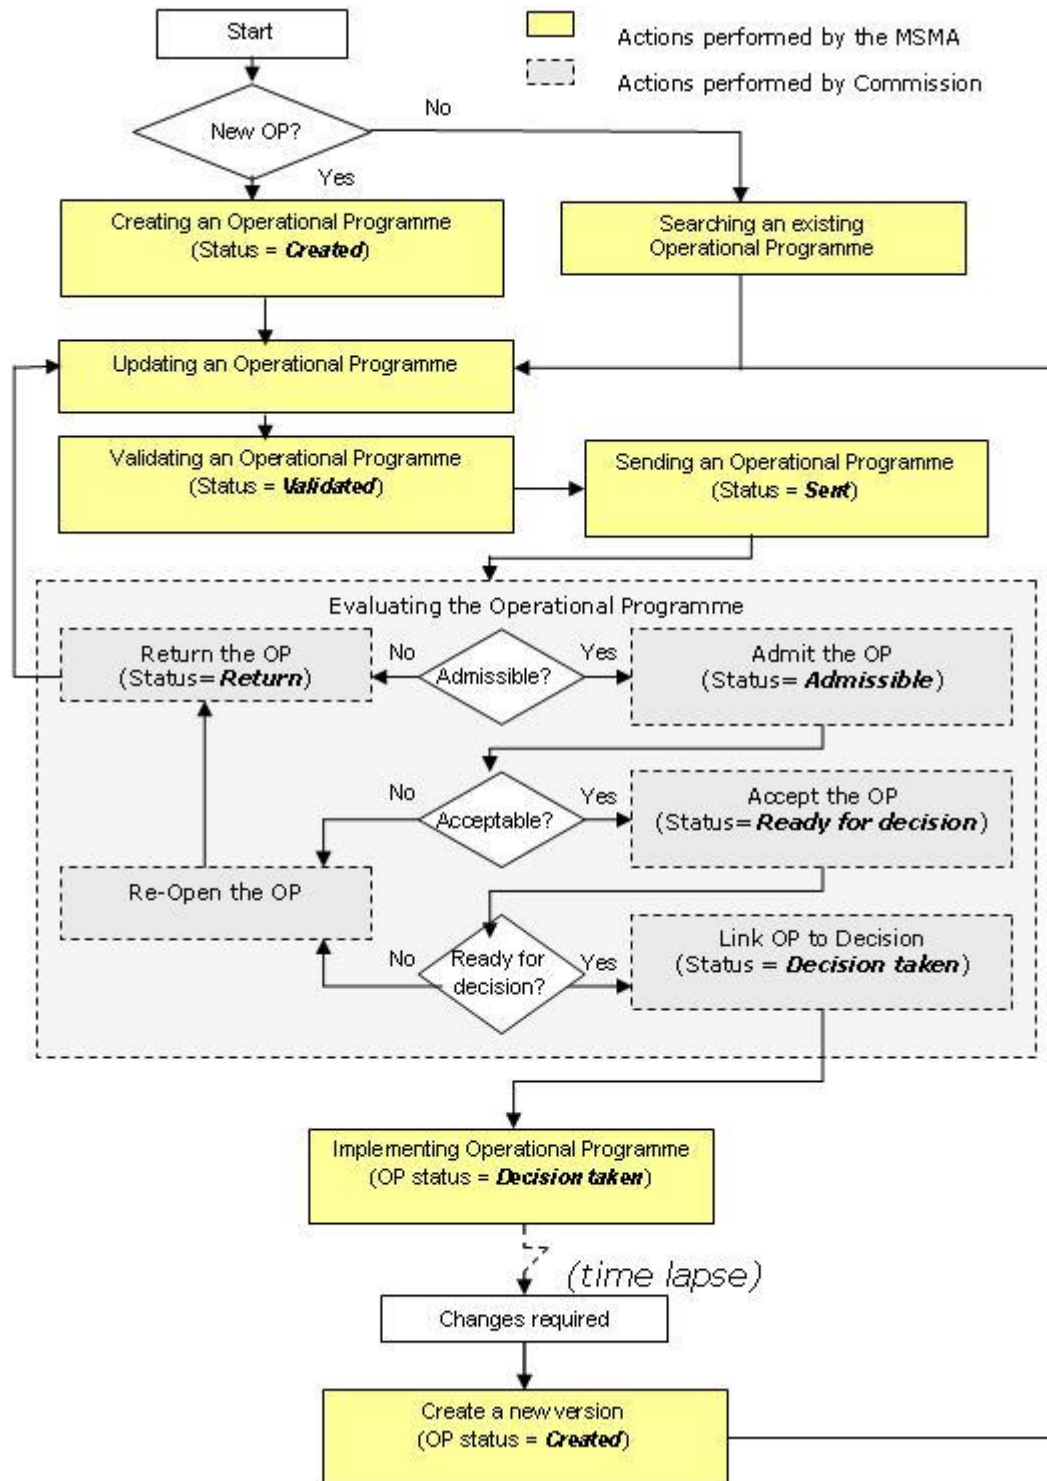 Start
Actions performed by the MSMA
Actions performed by Commission
New OP?
No
Yes
Creating an Operational Programme
(Status = Created)
Searching an existing
Operational Programme
Updating an Operational Programme
Validating an Operational Programme
(Status = Validated)
Sending an Operational Programme
(Status = Sent)
Evaluating the Operational Programme
Return the OP
(Status= Return)
No
Admissible?
Yes
Admit the OP
(Status= Admissible)
No
Acceptable?
Yes
Accept the OP
(Status= Ready for decision)
Re-Open the OP
No
Ready for
decision?
Yes
Link OP to Decision
(Status = Decision taken)
Implementing Operational Programme
(OP status = Decision taken)
(time lapse)
Changes required
Create a new version
(OP status = Created)